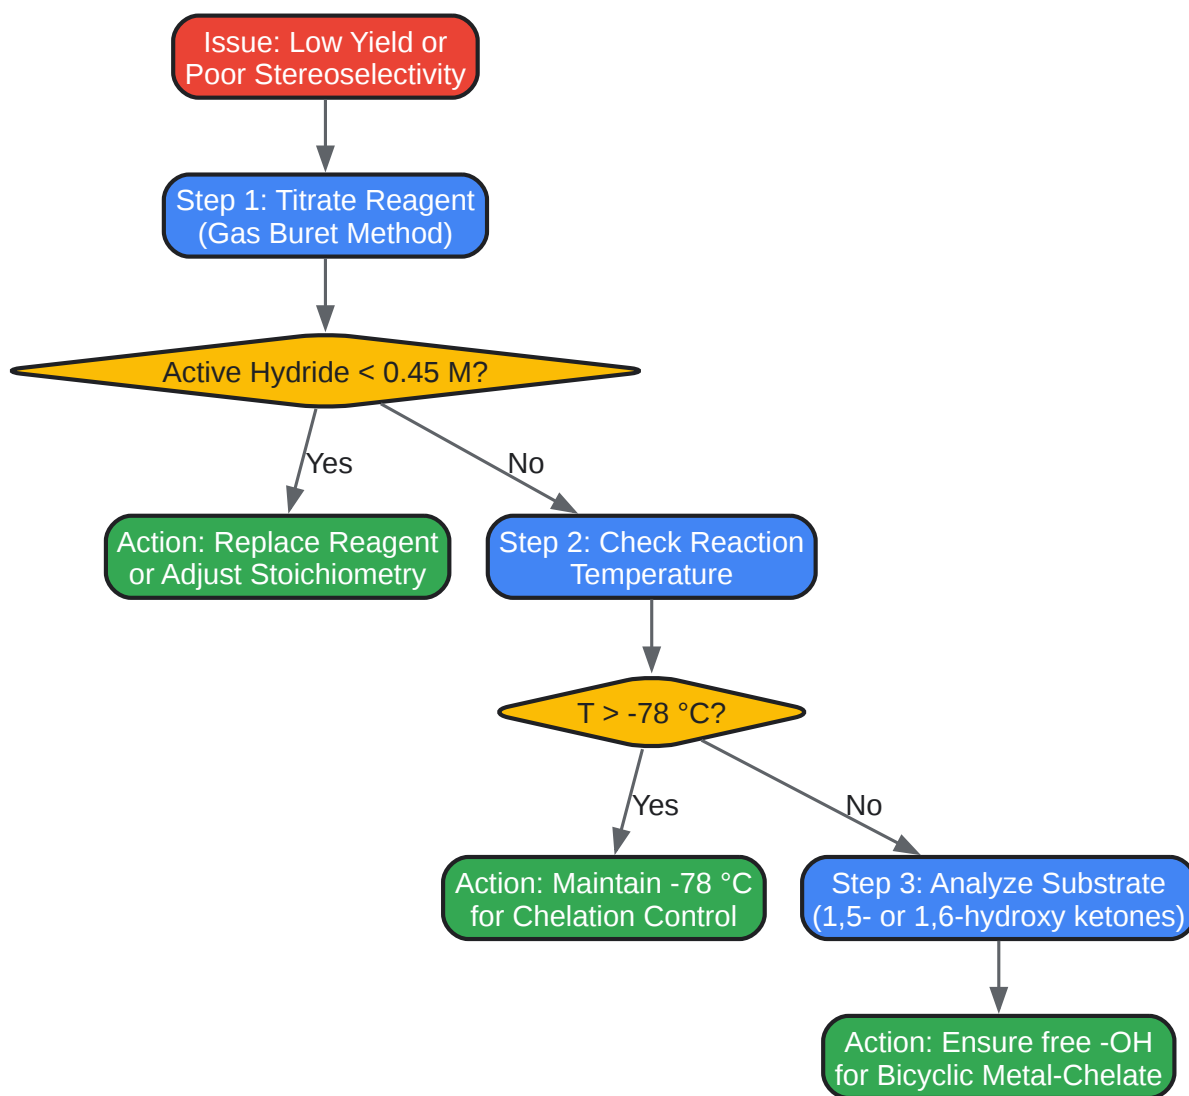 Issue: Low Yield or
Poor Stereoselectivity
Step 1: Titrate Reagent
(Gas Buret Method)
Active Hydride < 0.45 M?
Yes
No
Action: Replace Reagent
or Adjust Stoichiometry
Step 2: Check Reaction
Temperature
T > -78 °C?
Yes
No
Action: Maintain -78 °C
for Chelation Control
Step 3: Analyze Substrate
(1,5- or 1,6-hydroxy ketones)
Action: Ensure free -OH
for Bicyclic Metal-Chelate